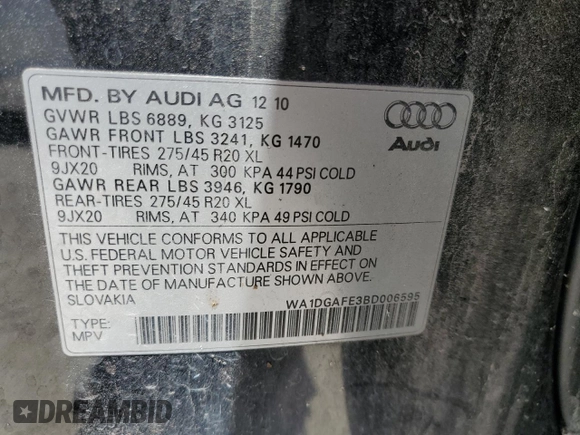 MFD. BY AUDI AG 12 10
GVWR LBS 6889, KG 3125
GAWR FRONT LBS 3241, KG 1470
FRONT-TIRES 275/45 R20 XL
9JX20 RIMS, AT 300 KPA 44 PSI COLD
GAWR REAR LBS 3946, KG 1790
REAR-TIRES 275/45 R20 XL
9JX20 RIMS, AT 340 KPA 49 PSI COLD
Audi
THIS VEHICLE CONFORMS TO ALL APPLICABLE
U.S. FEDERAL MOTOR VEHICLE SAFETY AND
THEFT PREVENTION STANDARDS IN EFFECT ON
THE DATE OF MANUFACTURE SHOWN ABOVE.
SLOVAKIA WA1DGAFE3BD006595
TYPE:
MPV
DREAMBID